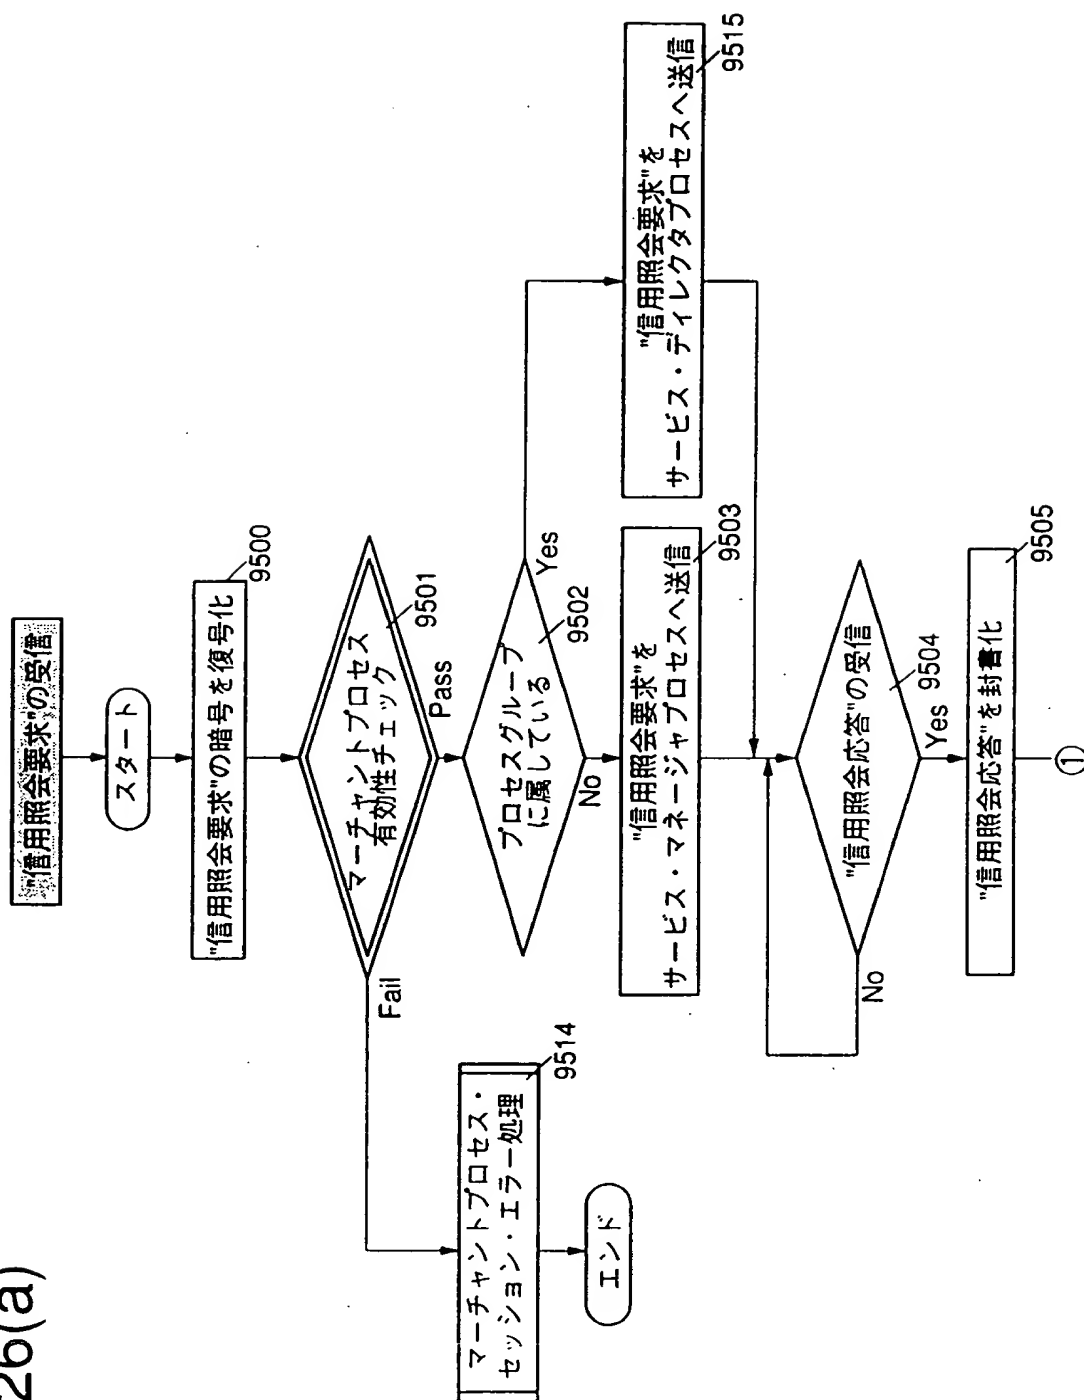 26(a)
"信用照会要求"の受信
スタート
"信用照会要求"の暗号を復号化
9500
マーチャントプロセス
有効性チェック
9501
Fail
Pass
プロセスグループ
に属している
9502
Yes
No
"信用照会要求"を
サービス・マネージャプロセスへ送信
9503
"信用照会要求"を
サービス・ディレクタプロセスへ送信
9515
"信用照会応答"の受信
9504
No
Yes
"信用照会応答"を封書化
9505
①
マーチャントプロセス・
セッション・エラー処理
9514
エンド